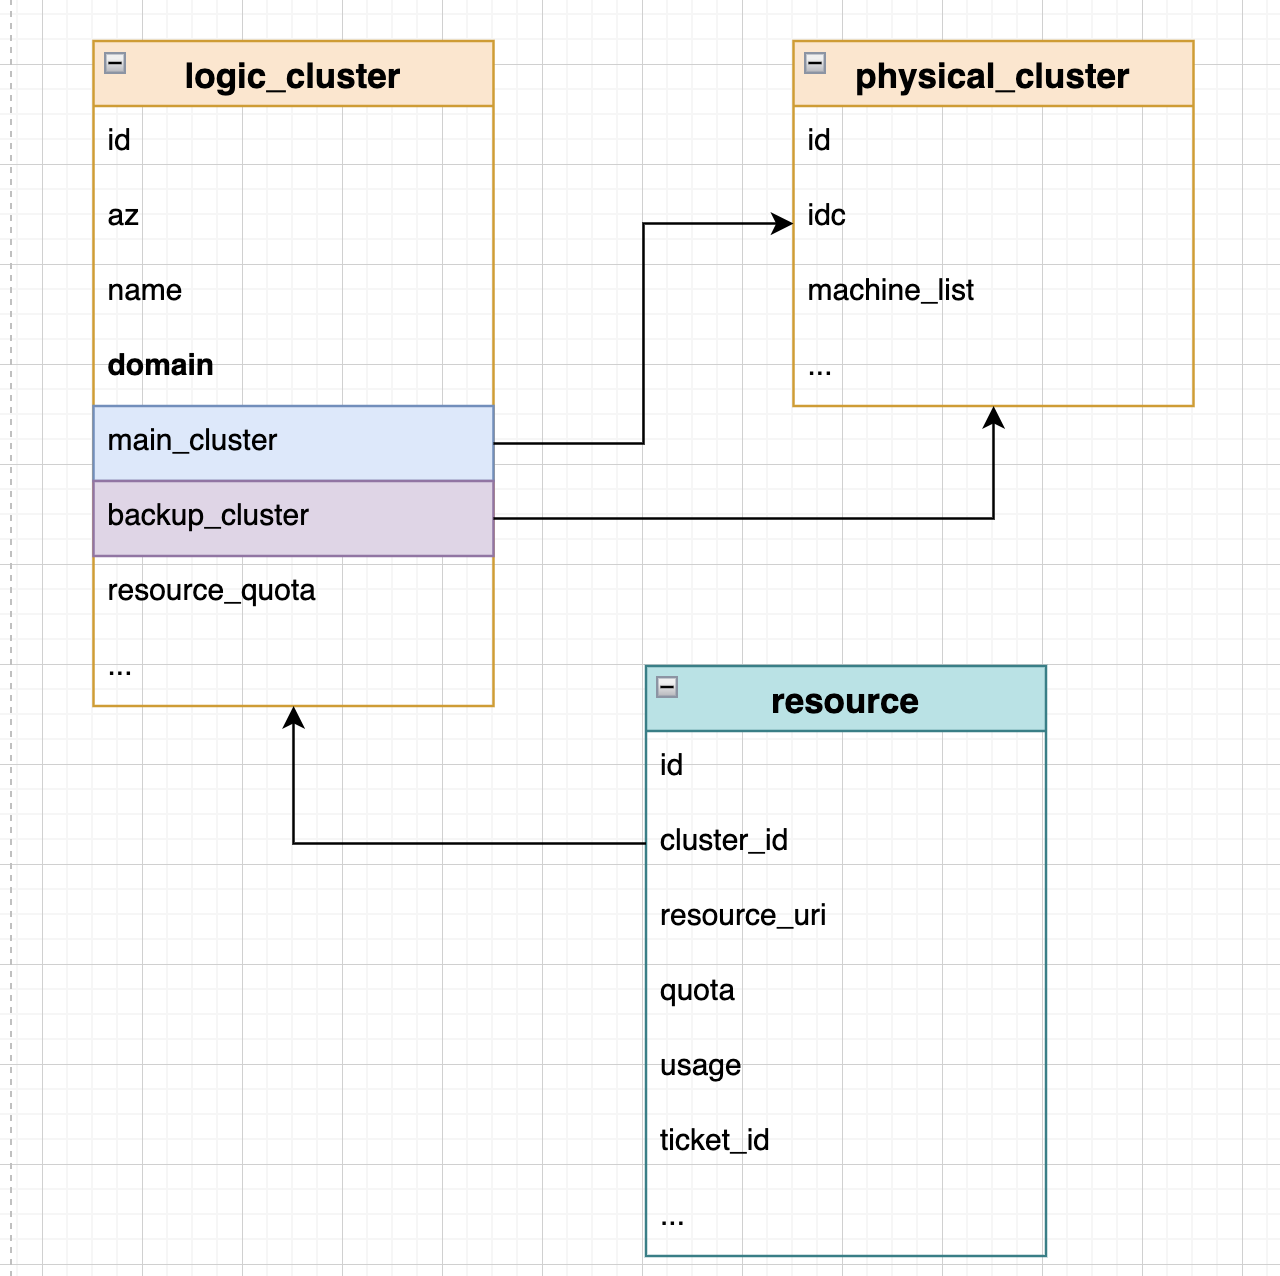 logic_cluster
id
az
name
domain
main_cluster
backup_cluster
resource_quota
...
physical_cluster
id
idc
machine_list
...
resource
id
cluster_id
resource_uri
quota
usage
ticket_id
...